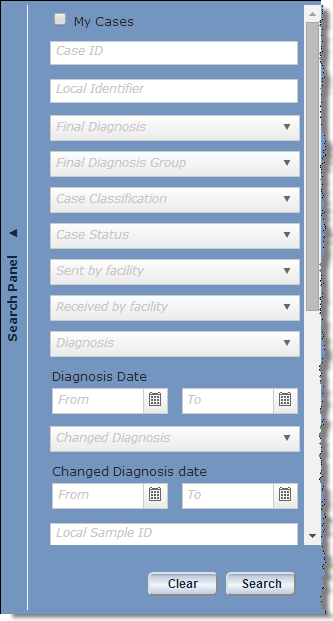 My Cases
Case ID
Local Identifier
Final Diagnosis
Final Diagnosis Group
Case Classification
Case Status
Search Panel
Sent by facility
Received by facility
Diagnosis
Diagnosis Date
From To
Changed Diagnosis
Changed Diagnosis date
From To
Local Sample ID
Clear Search